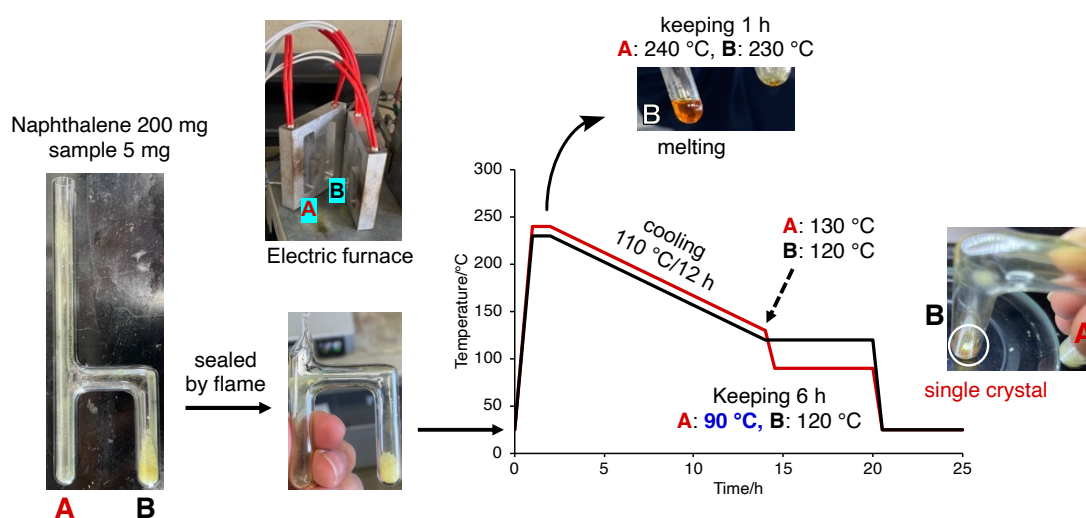 Naphthalene 200 mg
sample 5 mg
A
B
sealed
by flame
A
B
Electric furnace
keeping 1 h
A: 240 °C, B: 230 °C
B
melting
300
250
200
150
100
50
0
Temperature/°C
0
5
10
15
20
25
Time/h
cooling
110 °C/12 h
A: 130 °C
B: 120 °C
Keeping 6 h
A: 90 °C, B: 120 °C
B
A
single crystal